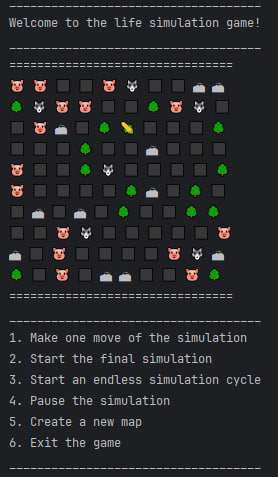 Welcome to the life simulation game!
1. Make one move of the simulation
2. Start the final simulation
3. Start an endless simulation cycle
4. Pause the simulation
5. Create a new map
6. Exit the game